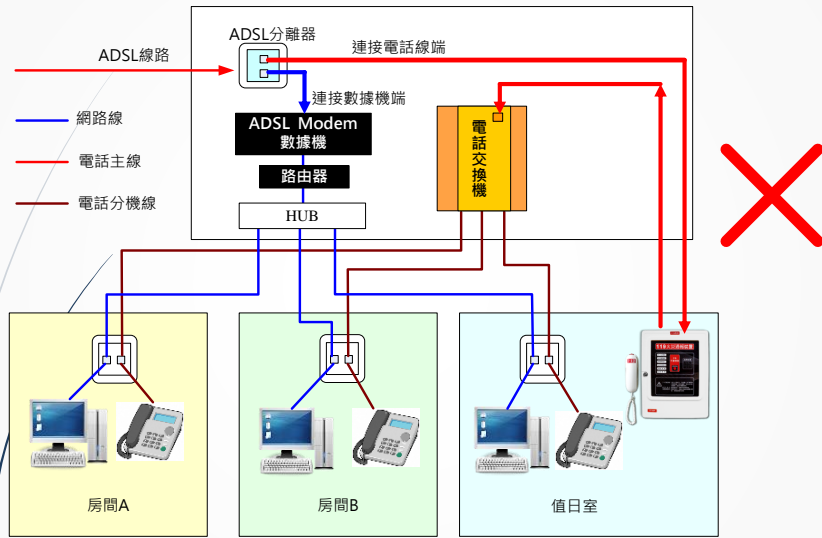 ADSL分離器
連接電話線端
ADSL線路
連接數據機端
網路線
ADSL Modem
數據機
電話交換機
電話主線
路由器
電話分機線
HUB
房間A
房間B
值日室